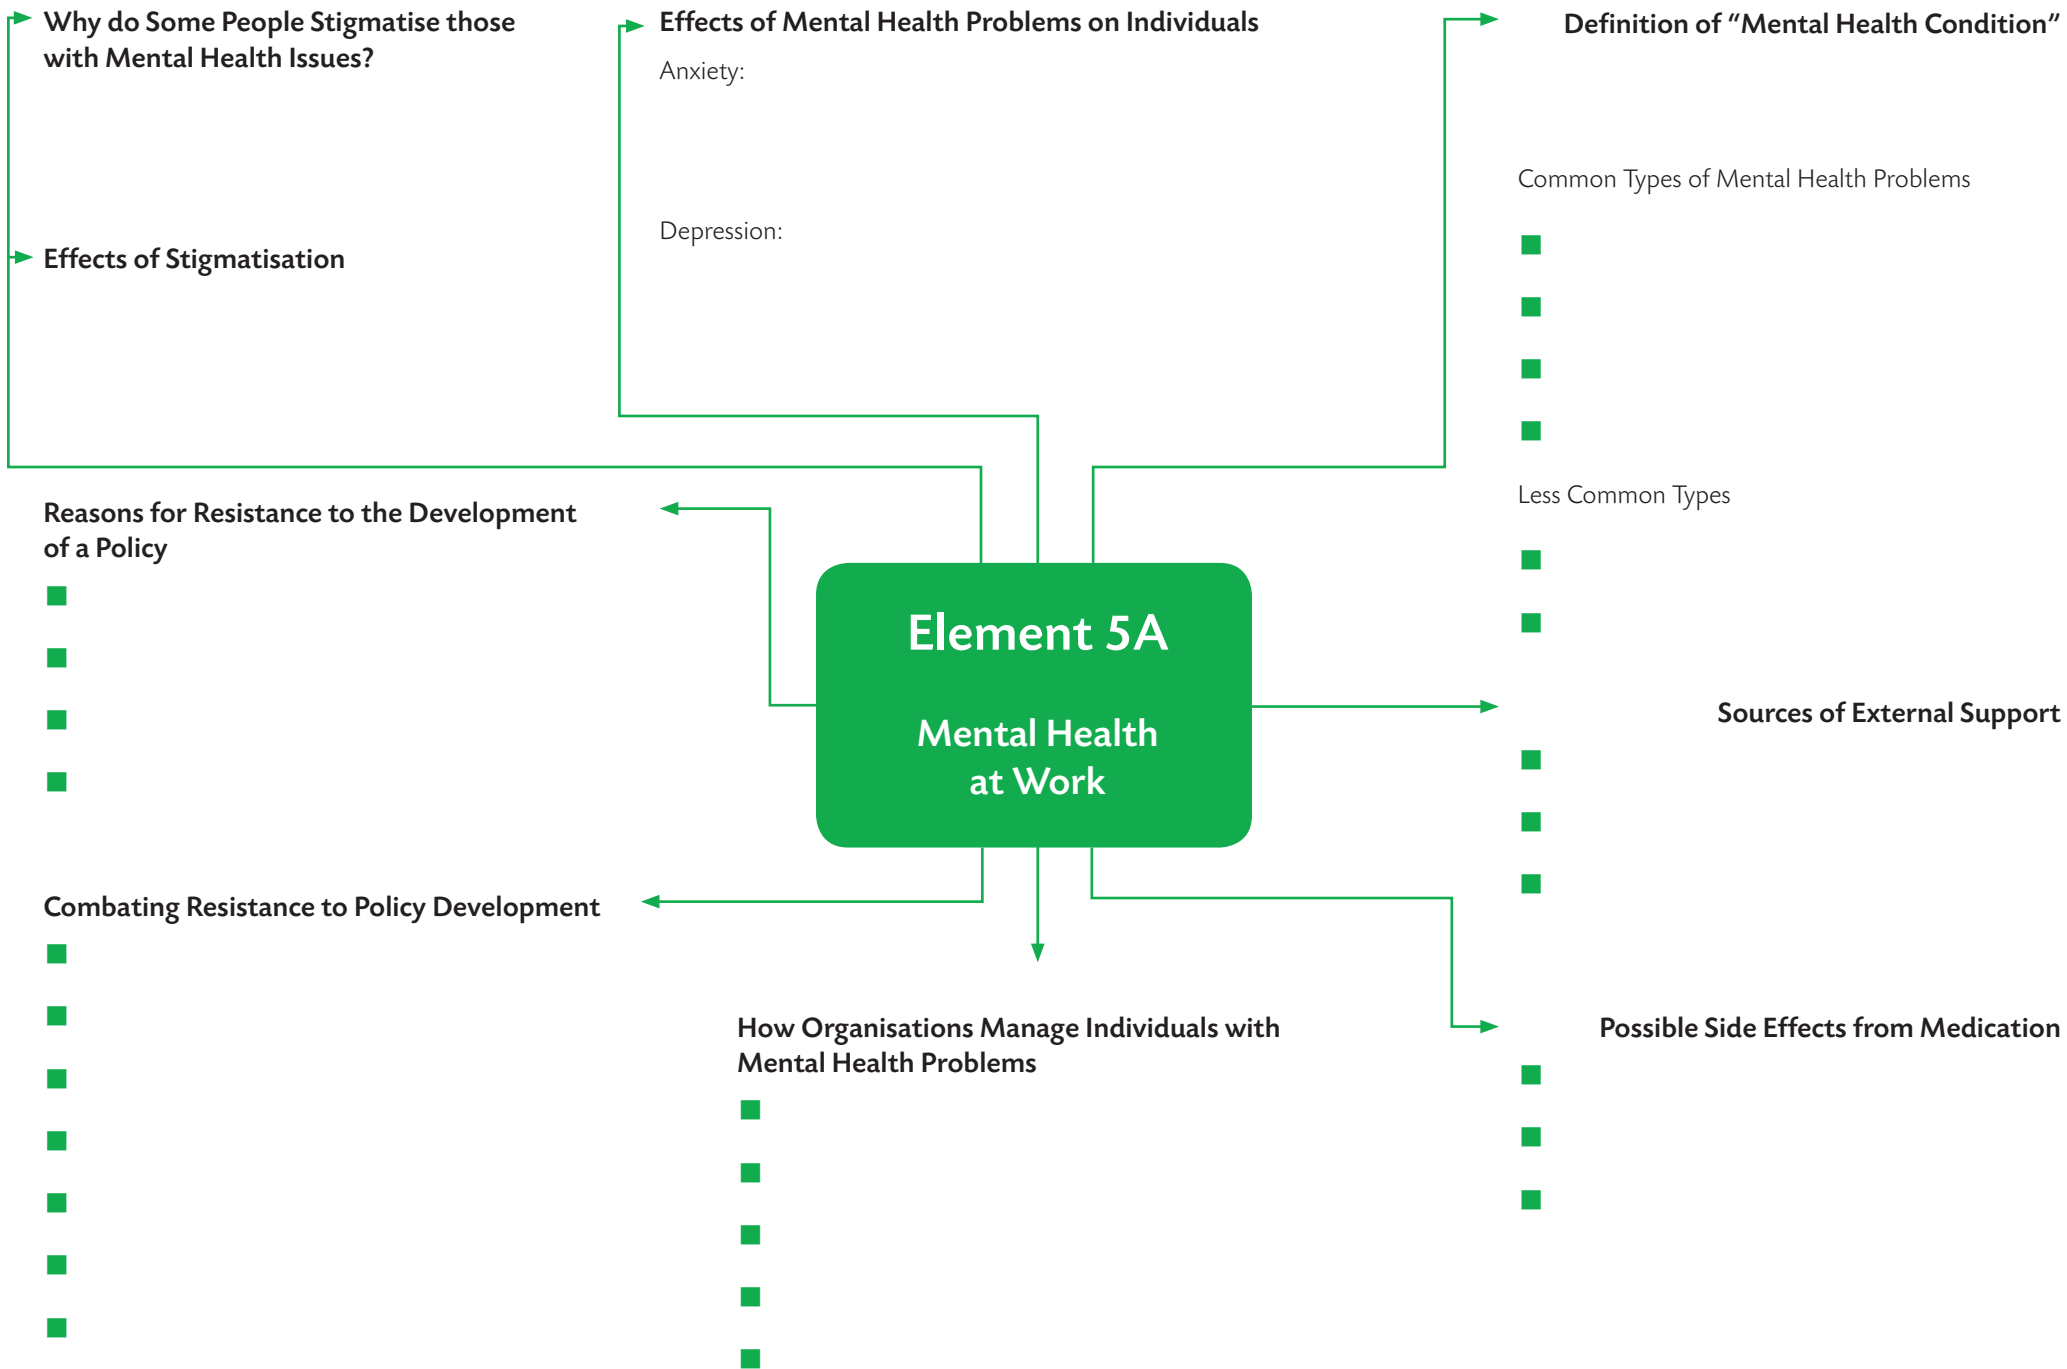 Why do Some People Stigmatise those
with Mental Health Issues?
Effects of Stigmatisation
Effects of Mental Health Problems on Individuals
Anxiety:
Depression:
Definition of “Mental Health Condition”
Common Types of Mental Health Problems
Less Common Types
Reasons for Resistance to the Development
of a Policy
Element 5A
Mental Health
at Work
Sources of External Support
Combating Resistance to Policy Development
How Organisations Manage Individuals with
Mental Health Problems
Possible Side Effects from Medication